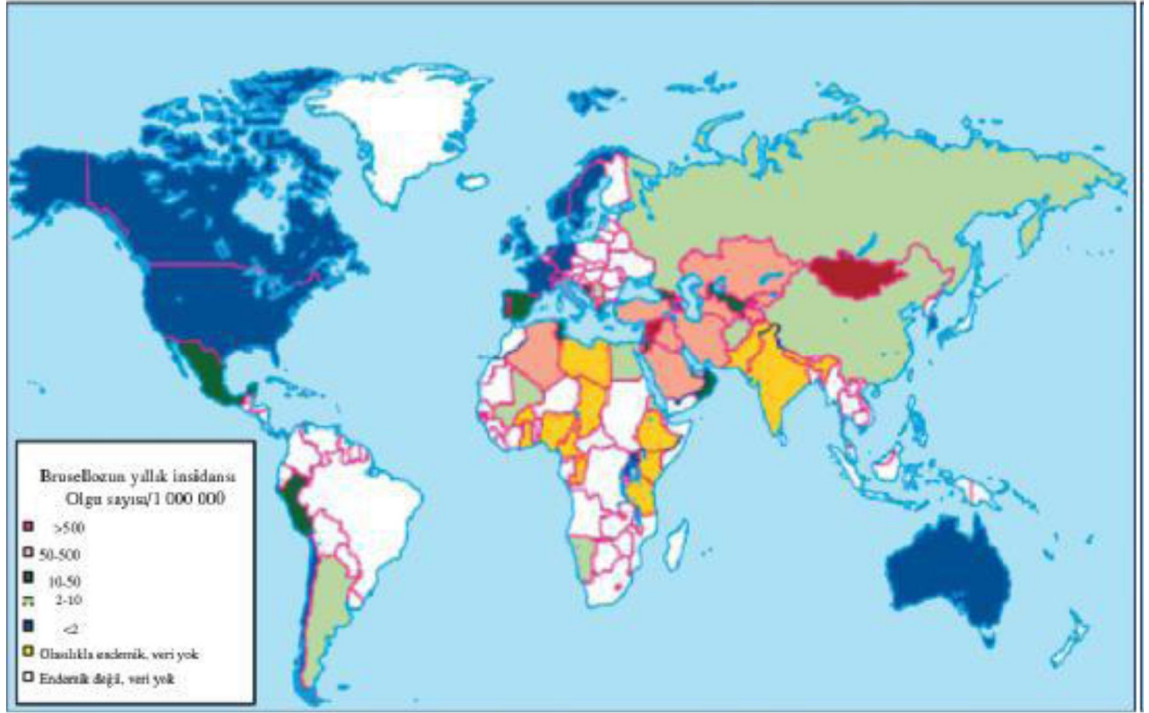 Brusellozun yıllık insidansı
Olgu sayısı/1 000 000
>500
50-500
10-50
2-10
<2
Olasılıkla endemik, veri yok
Endemik değil, veri yok